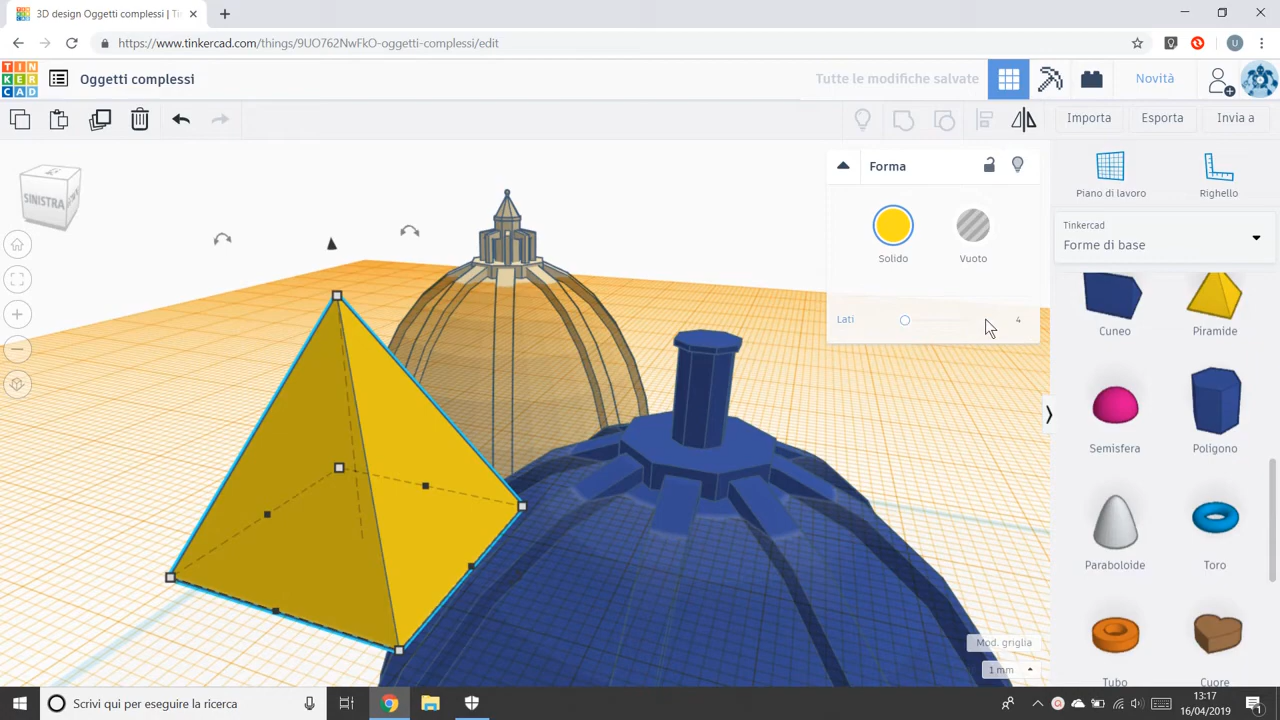 3D design Oggetti complessi | Ti
https://www.tinkercad.com/things/9UO762NwFkO-oggetti-complessi/edit
U
TIN
KER
CAD
Oggetti complessi
Tutte le modifiche salvate
Novità
Importa
Esporta
Invia a
SINISTRA
Forma
Solido
Vuoto
Lati
4
Piano di lavoro
Righello
Tinkercad
Forme di base
Cuneo
Piramide
Semisfera
Poligono
Paraboloide
Toro
Tubo
Cuore
Mod. griglia
1 mm
Scrivi qui per eseguire la ricerca
13:17
16/04/2019